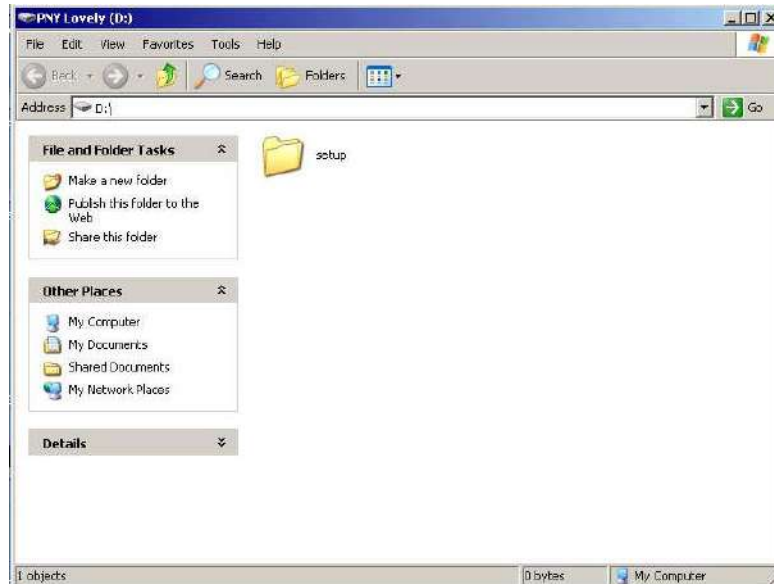 PNY Lovely (D:)
File Edit View Favorites Tools Help
Back Search Folders
Address D:\ Go
File and Folder Tasks
Make a new folder
Publish this folder to the
Web
Share this folder
setup
Other Places
My Computer
My Documents
Shared Documents
My Network Places
Details
1 objects 0 bytes My Computer